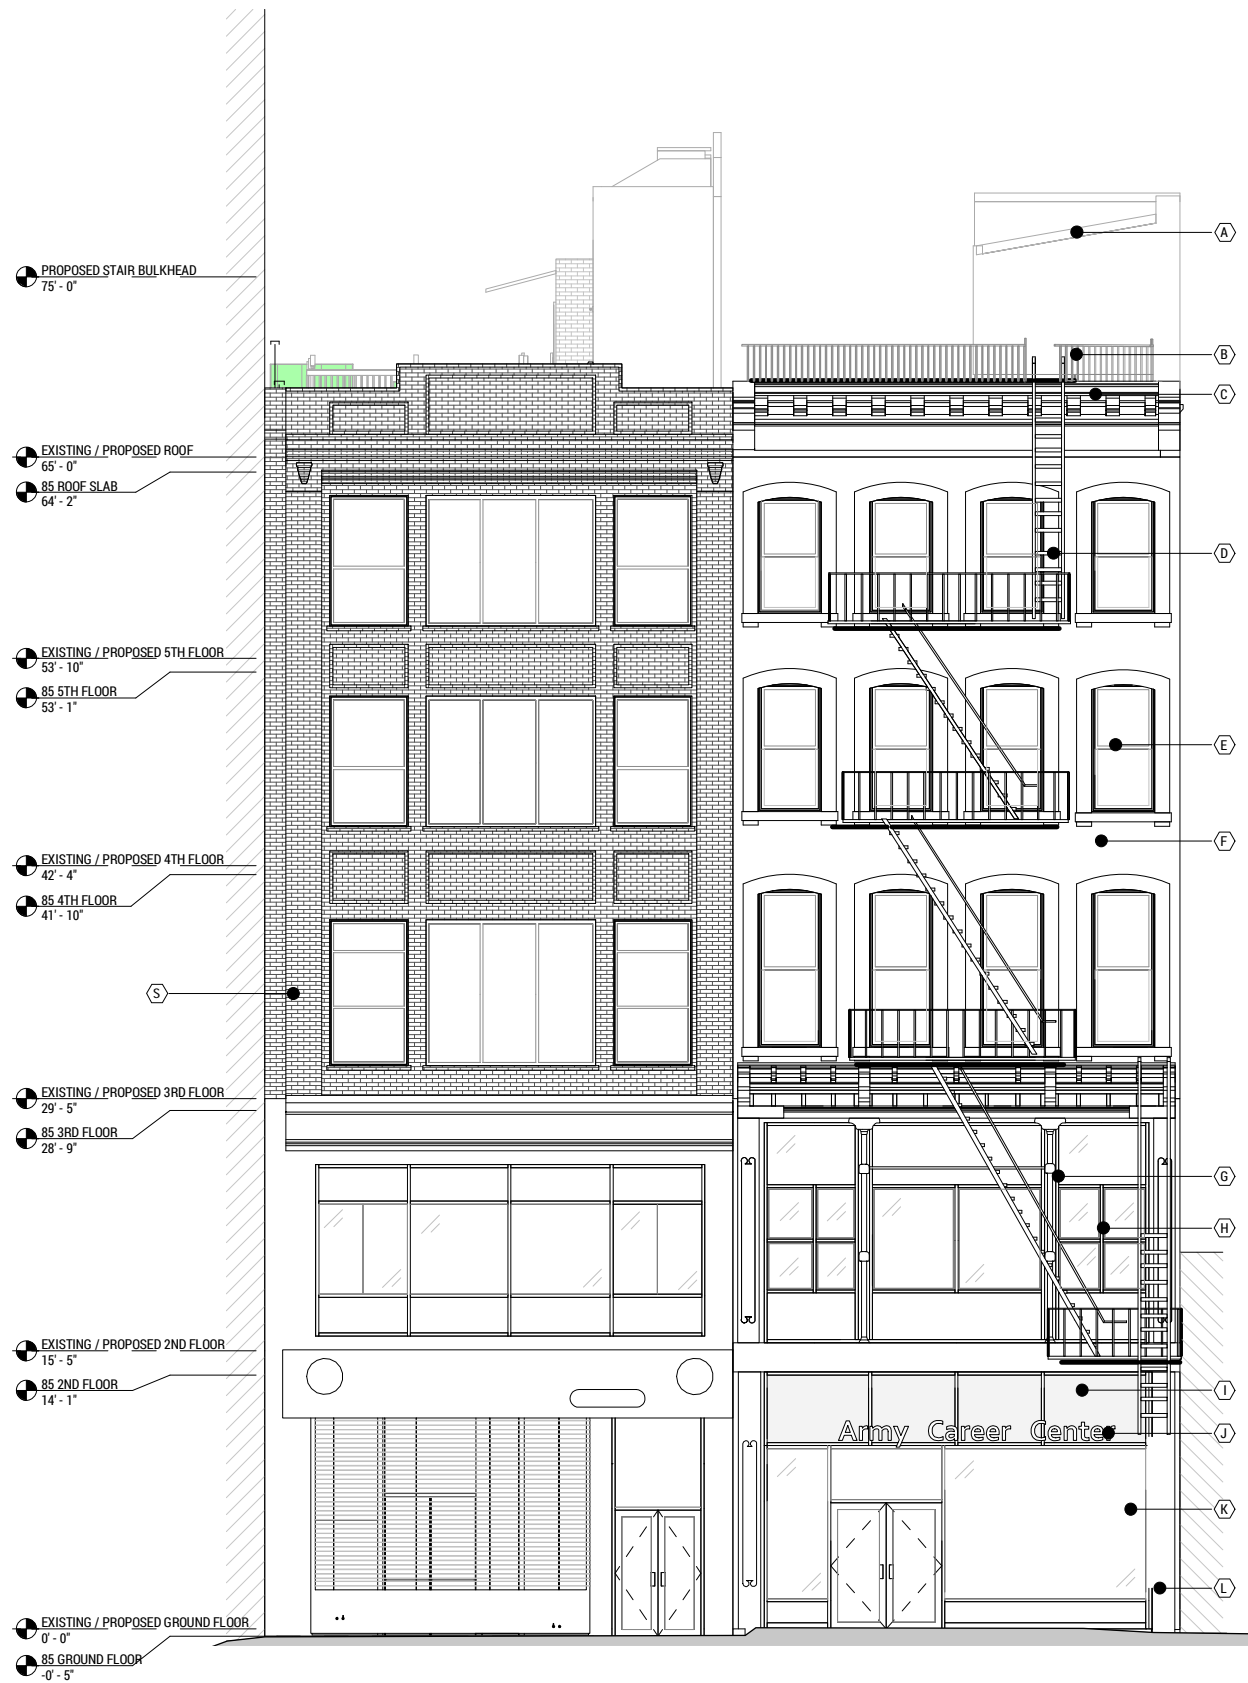 A
PROPOSED STAIR BULKHEAD
75' - 0"
B
C
EXISTING / PROPOSED ROOF
65' - 0"
85 ROOF SLAB
64' - 2"
D
EXISTING / PROPOSED 5TH FLOOR
53' - 10"
85 5TH FLOOR
53' - 1"
E
F
EXISTING / PROPOSED 4TH FLOOR
42' - 4"
85 4TH FLOOR
41' - 10"
S
EXISTING / PROPOSED 3RD FLOOR
29' - 5"
85 3RD FLOOR
28' - 9"
G
H
EXISTING / PROPOSED 2ND FLOOR
15' - 5"
85 2ND FLOOR
14' - 1"
I
Army Career Center
J
K
L
EXISTING / PROPOSED GROUND FLOOR
0' - 0"
85 GROUND FLOOR
-0' - 5"